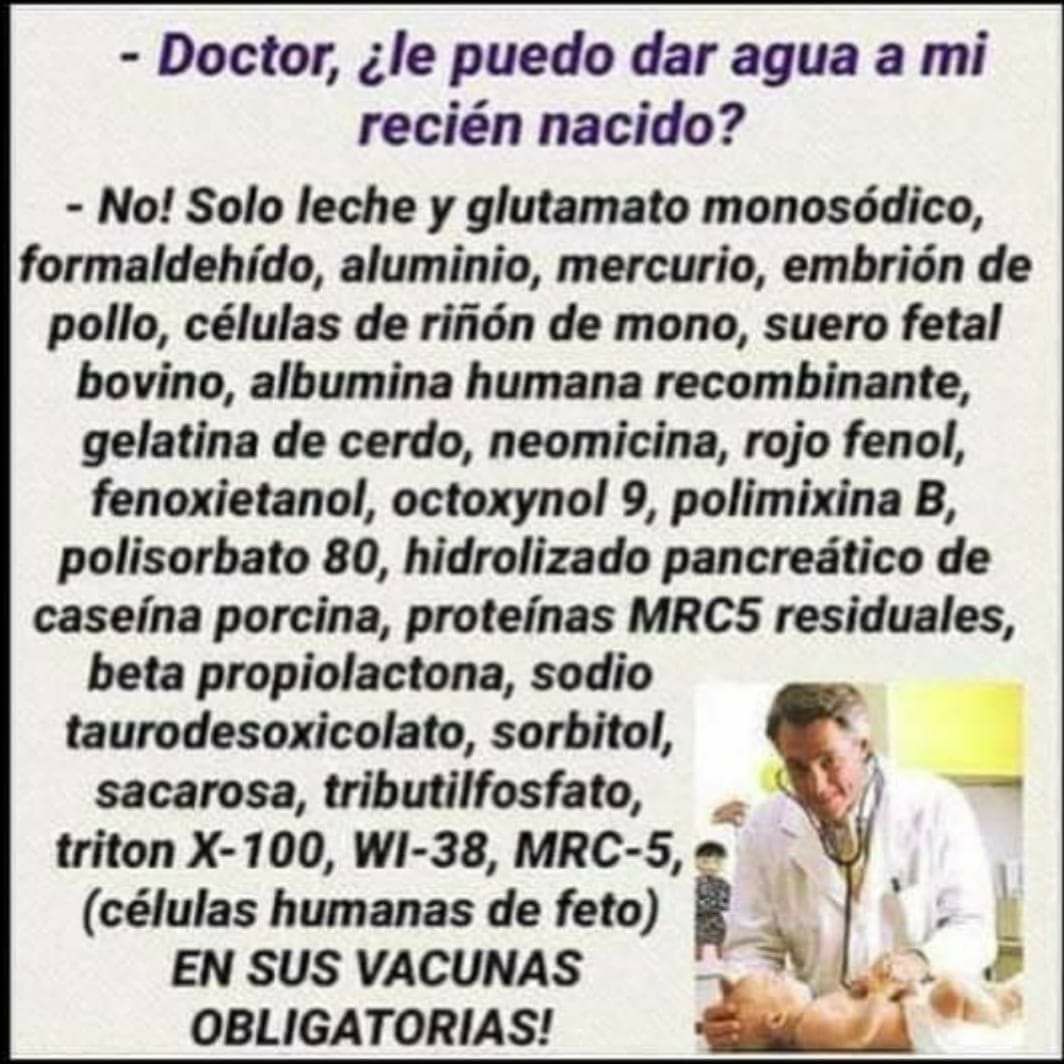 - Doctor, ¿le puedo dar agua a mi
recién nacido?
- No! Solo leche y glutamato monosódico,
formaldehído, aluminio, mercurio, embrión de
pollo, células de riñón de mono, suero fetal
bovino, albumina humana recombinante,
gelatina de cerdo, neomicina, rojo fenol,
fenoxietanol, octoxynol 9, polimixina B,
polisorbato 80, hidrolizado pancreático de
caseína porcina, proteínas MRC5 residuales,
beta propiolactona, sodio
taurodesoxicolato, sorbitol,
sacarosa, tributilfosfato,
triton X-100, WI-38, MRC-5,
(células humanas de feto)
EN SUS VACUNAS
OBLIGATORIAS!